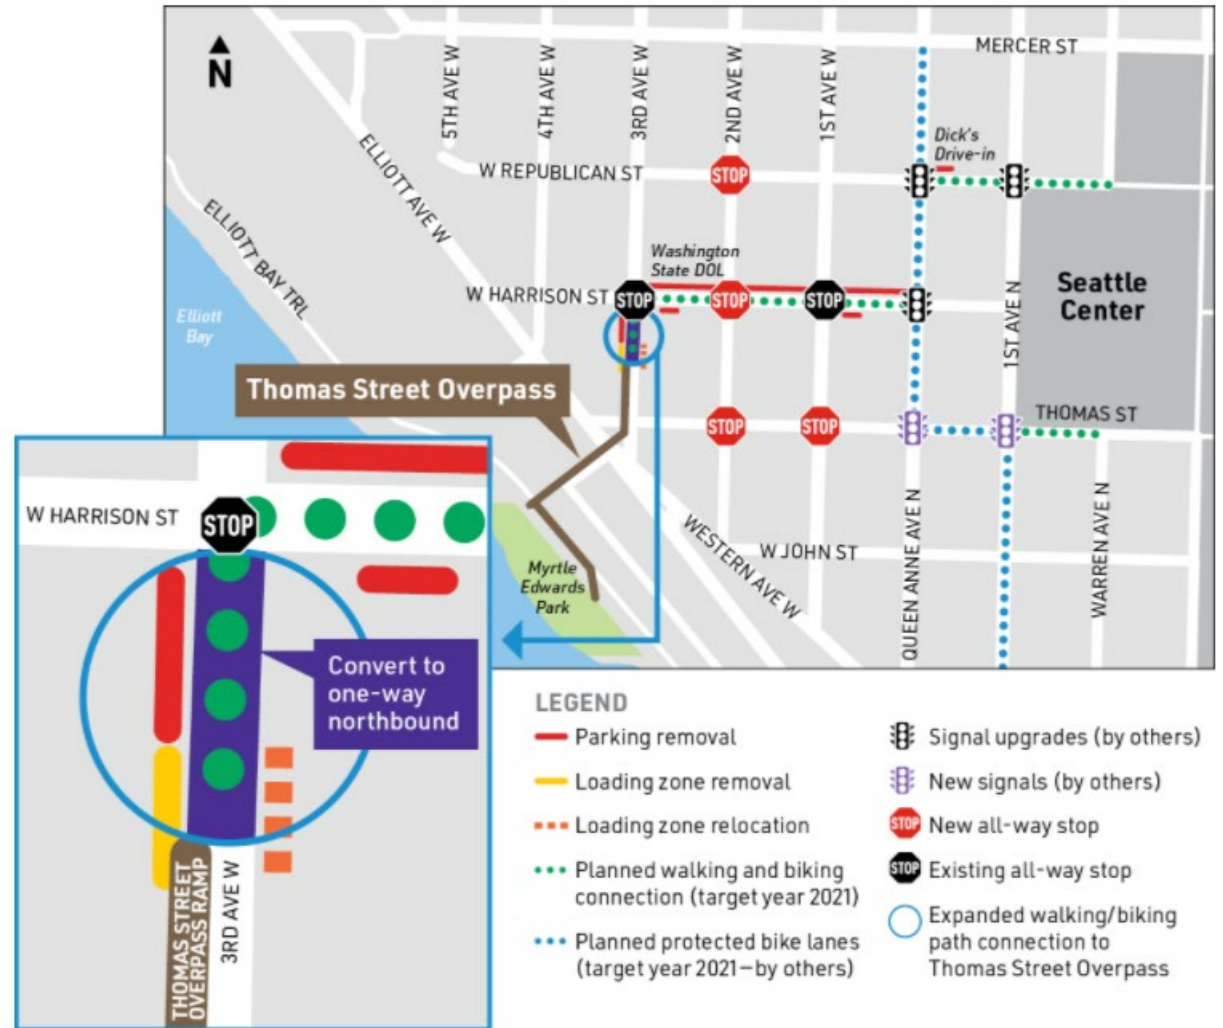 N
MERCER ST
5TH AVE W
4TH AVE W
3RD AVE W
2ND AVE W
1ST AVE W
Dick's
Drive-in
ELLIOTT AVE W
W REPUBLICAN ST
STOP
ELLIOTT BAY TRL
Washington
State DOL
W HARRISON ST
STOP
STOP
STOP
Seattle
Center
1ST AVE N
Elliott
Bay
Thomas Street Overpass
STOP
STOP
THOMAS ST
QUEEN ANNE AVE N
WARREN AVE N
WESTERN AVE W
W JOHN ST
Myrtle
Edwards
Park
W HARRISON ST
STOP
Convert to
one-way
northbound
THOMAS STREET
OVERPASS RAMP
3RD AVE W
LEGEND
Parking removal
Loading zone removal
Loading zone relocation
Planned walking and biking
connection (target year 2021)
Planned protected bike lanes
(target year 2021—by others)
Signal upgrades (by others)
New signals (by others)
STOP New all-way stop
STOP Existing all-way stop
Expanded walking/biking
path connection to
Thomas Street Overpass